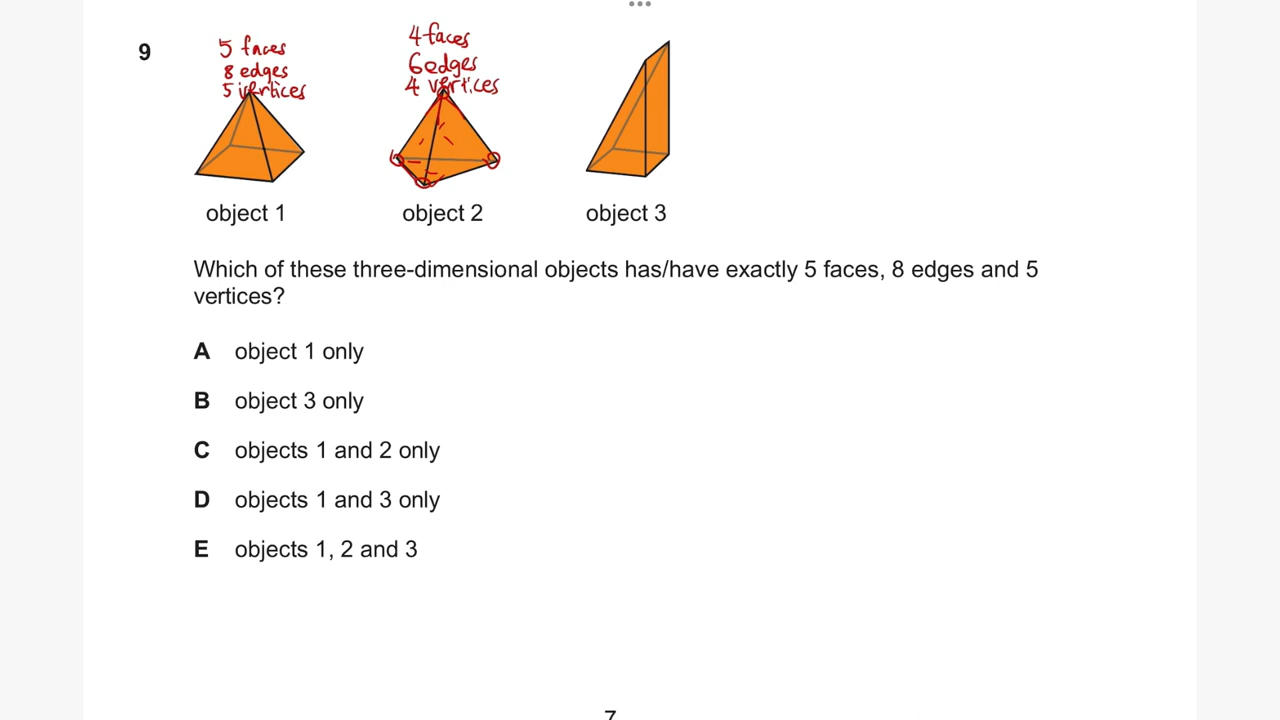 9
5 faces
8 edges
5 vertices
4 faces
6 edges
4 vertices
object 1
object 2
object 3
Which of these three-dimensional objects has/have exactly 5 faces, 8 edges and 5
vertices?
A object 1 only
B object 3 only
C objects 1 and 2 only
D objects 1 and 3 only
E objects 1, 2 and 3
7